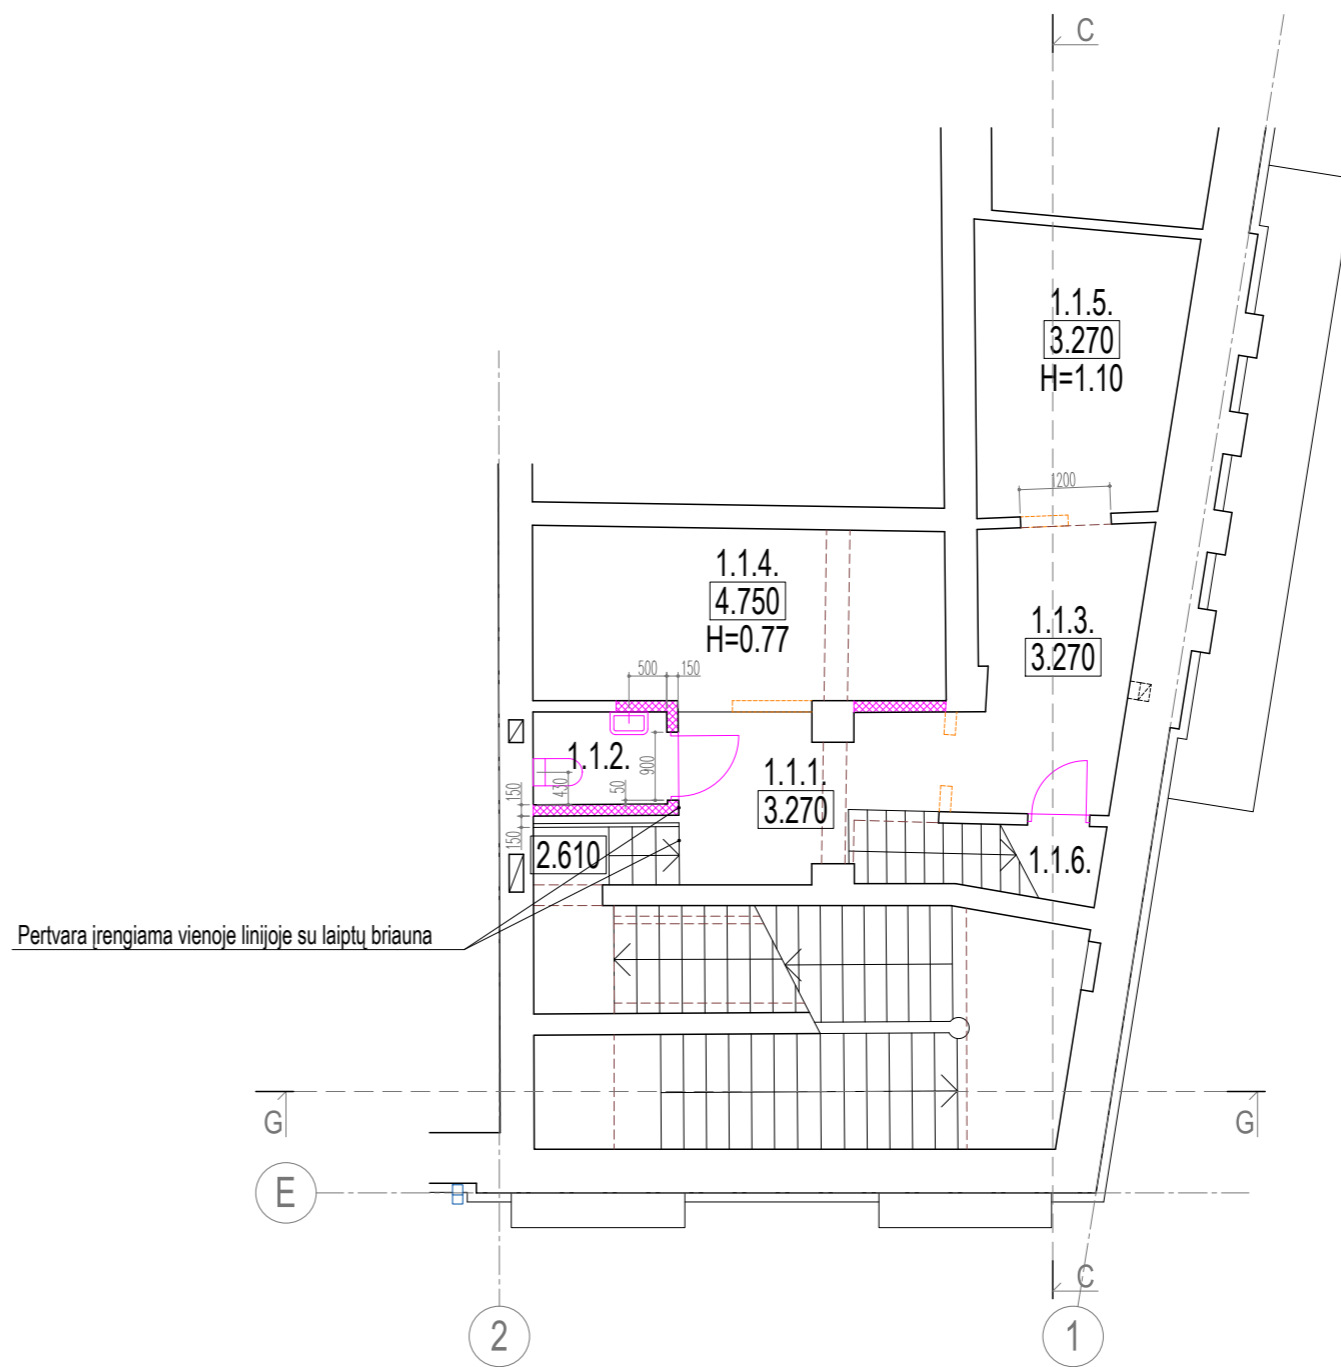 C
1.1.5.
3.270
H=1.10
1200
1.1.4.
4.750
H=0.77
1.1.3.
3.270
500
150
1.1.2.
430
50
900
150
150
1.1.1.
3.270
2.610
1.1.6.
Pertvara įrengiama vienoje linijoje su laiptų briauna
G
G
E
C
2
1